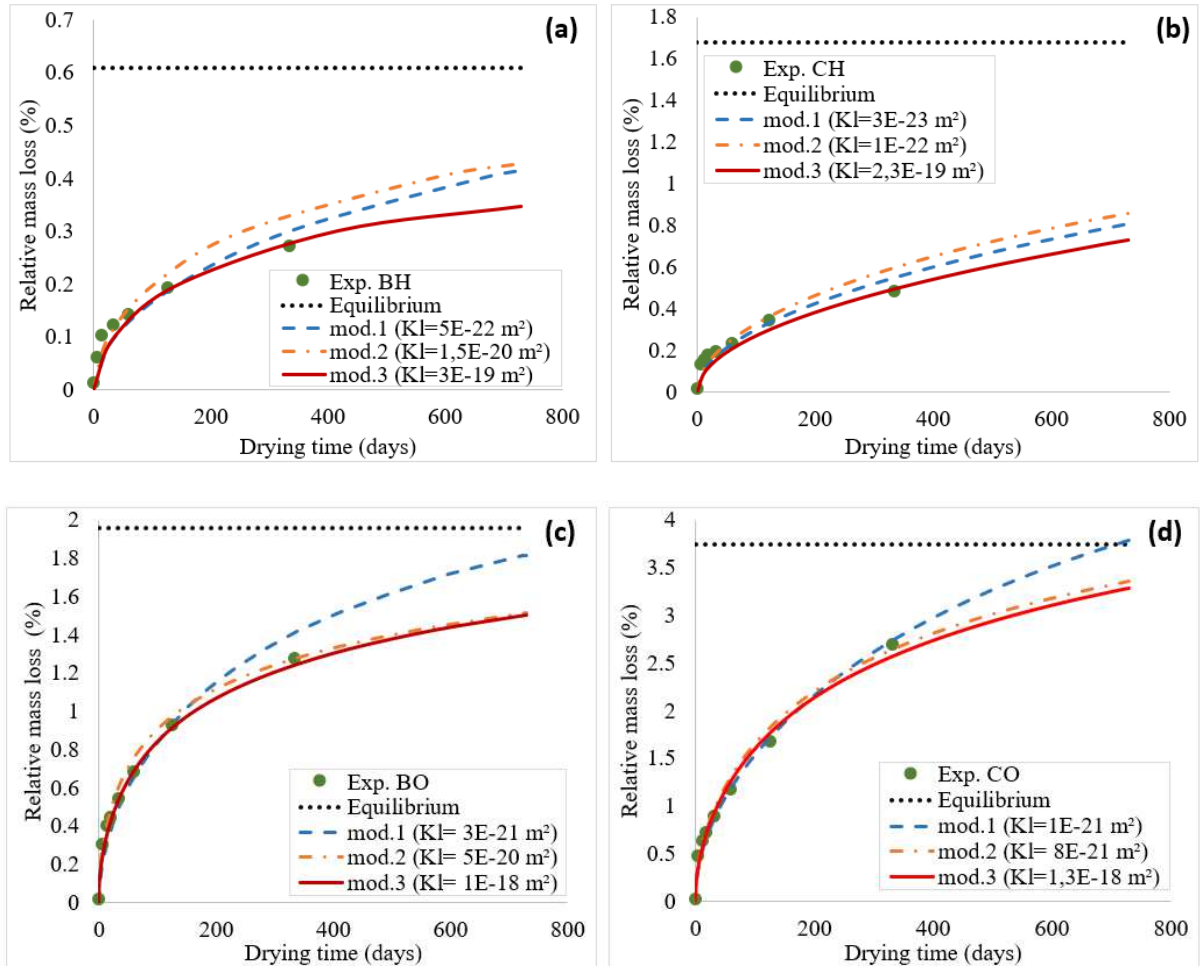 (a)
Relative mass loss (%)
0.7
0.6
0.5
0.4
0.3
0.2
0.1
0
Exp. BH
Equilibrium
mod.1 (Kl=5E-22 m²)
mod.2 (Kl=1,5E-20 m²)
mod.3 (Kl=3E-19 m²)
0 200 400 600 800
Drying time (days)
(b)
Relative mass loss (%)
1.8
1.6
1.4
1.2
1
0.8
0.6
0.4
0.2
0
Exp. CH
Equilibrium
mod.1 (Kl=3E-23 m²)
mod.2 (Kl=1E-22 m²)
mod.3 (Kl=2,3E-19 m²)
0 200 400 600 800
Drying time (days)
(c)
Relative mass loss (%)
2
1.8
1.6
1.4
1.2
1
0.8
0.6
0.4
0.2
0
Exp. BO
Equilibrium
mod.1 (Kl= 3E-21 m²)
mod.2 (Kl= 5E-20 m²)
mod.3 (Kl= 1E-18 m²)
0 200 400 600 800
Drying time (days)
(d)
Relative mass loss (%)
4
3.5
3
2.5
2
1.5
1
0.5
0
Exp. CO
Equilibrium
mod.1 (Kl=1E-21 m²)
mod.2 (Kl= 8E-21 m²)
mod.3 (Kl=1,3E-18 m²)
0 200 400 600 800
Drying time (days)